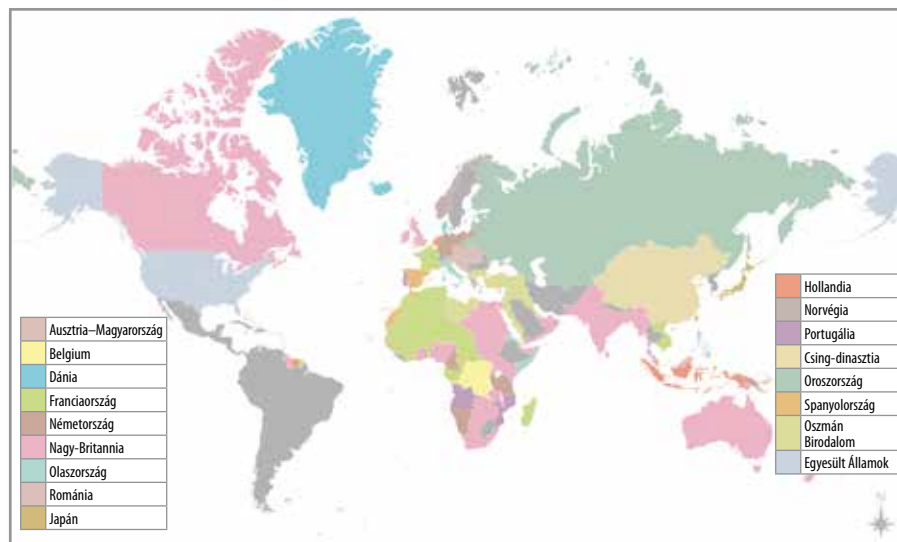 Ausztria–Magyarország
Belgium
Dánia
Franciaország
Németország
Nagy-Britannia
Olaszország
Románia
Japán
Hollandia
Norvégia
Portugália
Csing-dinasztia
Oroszország
Spanyolország
Oszmán
Birodalom
Egyesült Államok
N